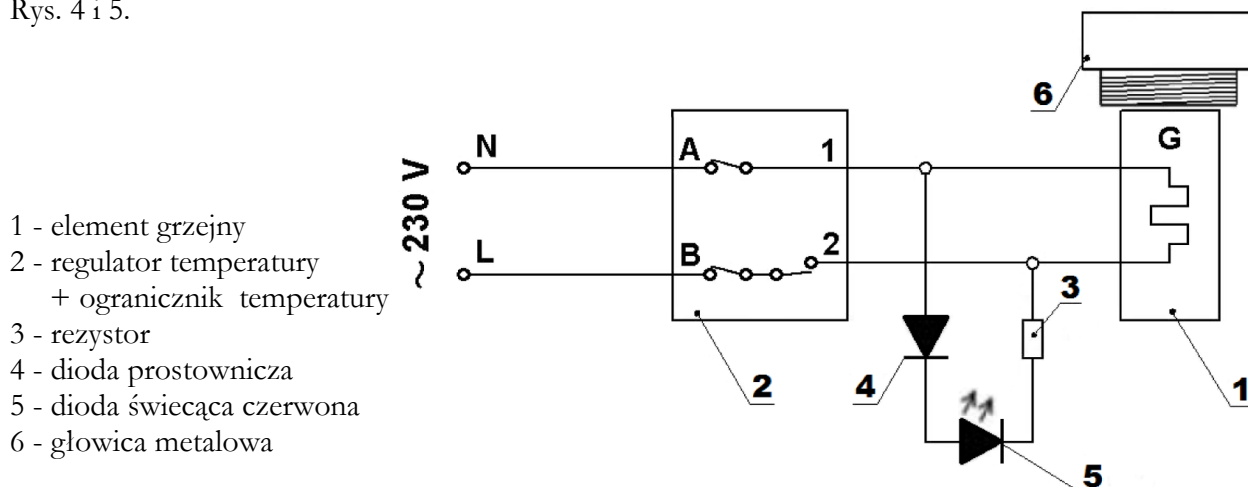 Rys. 4 i 5.
6
G
N
A
1
~ 230 V
L
B
2
1 - element grzejny
2 - regulator temperatury
+ ogranicznik temperatury
3 - rezystor
4 - dioda prostownicza
5 - dioda świecąca czerwona
6 - głowica metalowa
3
2
4
1
5